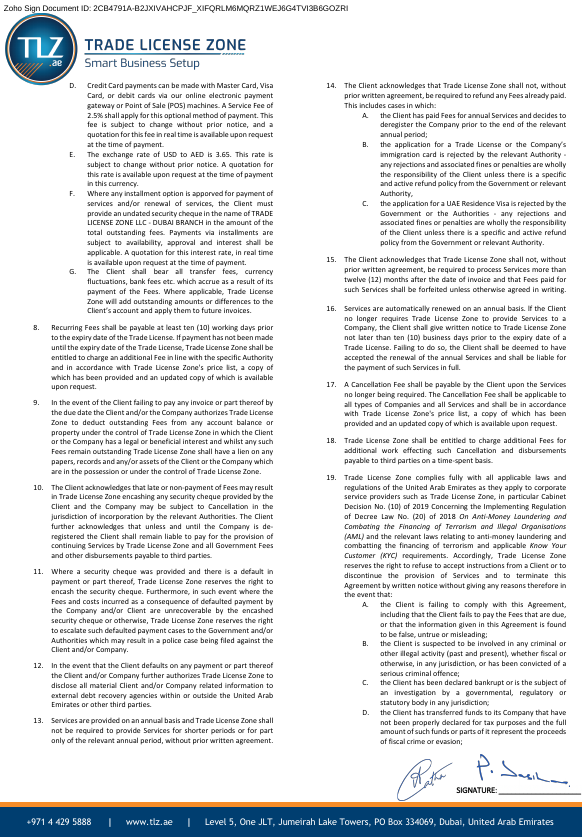 Zoho Sign Document ID: 2CB4791A-B2JXIVAHCPJF_XIFQRLM6MQRZ1WEJ6G4TVI3B6GOZRI
TLZ
.ae
TRADE LICENSE ZONE
Smart Business Setup
D. Credit Card payments can be made with Master Card, Visa
Card, or debit cards via our online electronic payment
gateway or Point of Sale (POS) machines. A Service Fee of
2.5% shall apply for this optional method of payment. This
fee is subject to change without prior notice, and a
quotation for this fee in real time is available upon request
at the time of payment.
E. The exchange rate of USD to AED is 3.65. This rate is
subject to change without prior notice. A quotation for
this rate is available upon request at the time of payment
in this currency.
F. Where any installment option is apporved for payment of
services and/or renewal of services, the Client must
provide an undated security cheque in the name of TRADE
LICENSE ZONE LLC - DUBAI BRANCH in the amount of the
total outstanding fees. Payments via installments are
subject to availability, approval and interest shall be
applicable. A quotation for this interest rate, in real time
is available upon request at the time of payment.
G. The Client shall bear all transfer fees, currency
fluctuations, bank fees etc. which accrue as a result of its
payment of the Fees. Where applicable, Trade License
Zone will add outstanding amounts or differences to the
Client's account and apply them to future invoices.
8. Recurring Fees shall be payable at least ten (10) working days prior
to the expiry date of the Trade License. If payment has not been made
until the expiry date of the Trade License, Trade License Zone shall be
entitled to charge an additional Fee in line with the specific Authority
and in accordance with Trade License Zone's price list, a copy of
which has been provided and an updated copy of which is available
upon request.
9. In the event of the Client failing to pay any invoice or part thereof by
the due date the Client and/or the Company authorizes Trade License
Zone to deduct outstanding Fees from any account balance or
property under the control of Trade License Zone in which the Client
or the Company has a legal or beneficial interest and whilst any such
Fees remain outstanding Trade License Zone shall have a lien on any
papers, records and any/or assets of the Client or the Company which
are in the possession or under the control of Trade License Zone.
10. The Client acknowledges that late or non-payment of Fees may result
in Trade License Zone encashing any security cheque provided by the
Client and the Company may be subject to Cancellation in the
jurisdiction of incorporation by the relevant Authorities. The Client
further acknowledges that unless and until the Company is de-
registered the Client shall remain liable to pay for the provision of
continuing Services by Trade License Zone and all Government Fees
and other disbursements payable to third parties.
11. Where a security cheque was provided and there is a default in
payment or part thereof, Trade License Zone reserves the right to
encash the security cheque. Furthermore, in such event where the
Fees and costs incurred as a consequence of defaulted payment by
the Company and/or Client are unrecoverable by the encashed
security cheque or otherwise, Trade License Zone reserves the right
to escalate such defaulted payment cases to the Government and/or
Authorities which may result in a police case being filed against the
Client and/or Company.
12. In the event that the Client defaults on any payment or part thereof
the Client and/or Company further authorizes Trade License Zone to
disclose all material Client and/or Company related information to
external debt recovery agencies within or outside the United Arab
Emirates or other third parties.
13. Services are provided on an annual basis and Trade License Zone shall
not be required to provide Services for shorter periods or for part
only of the relevant annual period, without prior written agreement.
14. The Client acknowledges that Trade License Zone shall not, without
prior written agreement, be required to refund any Fees already paid.
This includes cases in which:
A. the Client has paid Fees for annual Services and decides to
deregister the Company prior to the end of the relevant
annual period;
B. the application for a Trade License or the Company's
immigration card is rejected by the relevant Authority -
any rejections and associated fines or penalties are wholly
the responsibility of the Client unless there is a specific
and active refund policy from the Government or relevant
Authority,
C. the application for a UAE Residence Visa is rejected by the
Government or the Authorities - any rejections and
associated fines or penalties are wholly the responsibility
of the Client unless there is a specific and active refund
policy from the Government or relevant Authority.
15. The Client acknowledges that Trade License Zone shall not, without
prior written agreement, be required to process Services more than
twelve (12) months after the date of invoice and that Fees paid for
such Services shall be forfeited unless otherwise agreed in writing.
16. Services are automatically renewed on an annual basis. If the Client
no longer requires Trade License Zone to provide Services to a
Company, the Client shall give written notice to Trade License Zone
not later than ten (10) business days prior to the expiry date of a
Trade License. Failing to do so, the Client shall be deemed to have
accepted the renewal of the annual Services and shall be liable for
the payment of such Services in full.
17. A Cancellation Fee shall be payable by the Client upon the Services
no longer being required. The Cancellation Fee shall be applicable to
all types of Companies and all Services and shall be in accordance
with Trade License Zone's price list, a copy of which has been
provided and an updated copy of which is available upon request.
18. Trade License Zone shall be entitled to charge additional Fees for
additional work effecting such Cancellation and disbursements
payable to third parties on a time-spent basis.
19. Trade License Zone complies fully with all applicable laws and
regulations of the United Arab Emirates as they apply to corporate
service providers such as Trade License Zone, in particular Cabinet
Decision No. (10) of 2019 Concerning the Implementing Regulation
of Decree Law No. (20) of 2018 On Anti-Money Laundering and
Combating the Financing of Terrorism and Illegal Organisations
(AML) and the relevant laws relating to anti-money laundering and
combatting the financing of terrorism and applicable Know Your
Customer (KYC) requirements. Accordingly, Trade License Zone
reserves the right to refuse to accept instructions from a Client or to
discontinue the provision of Services and to terminate this
Agreement by written notice without giving any reasons therefore in
the event that:
A. the Client is failing to comply with this Agreement,
including that the Client fails to pay the Fees that are due,
or that the information given in this Agreement is found
to be false, untrue or misleading;
B. the Client is suspected to be involved in any criminal or
other illegal activity (past and present), whether fiscal or
otherwise, in any jurisdiction, or has been convicted of a
serious criminal offence;
C. the Client has been declared bankrupt or is the subject of
an investigation by a governmental, regulatory or
statutory body in any jurisdiction;
D. the Client has transferred funds to its Company that have
not been properly declared for tax purposes and the full
amount of such funds or parts of it represent the proceeds
of fiscal crime or evasion;
SIGNATURE:
+971 4 429 5888 | www.tlz.ae | Level 5, One JLT, Jumeirah Lake Towers, PO Box 334069, Dubai, United Arab Emirates